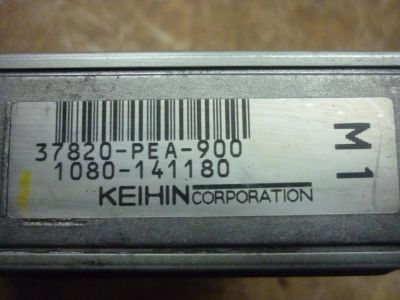 37820-PEA-900
1080-141180
KEIHIN CORPORATION
M1